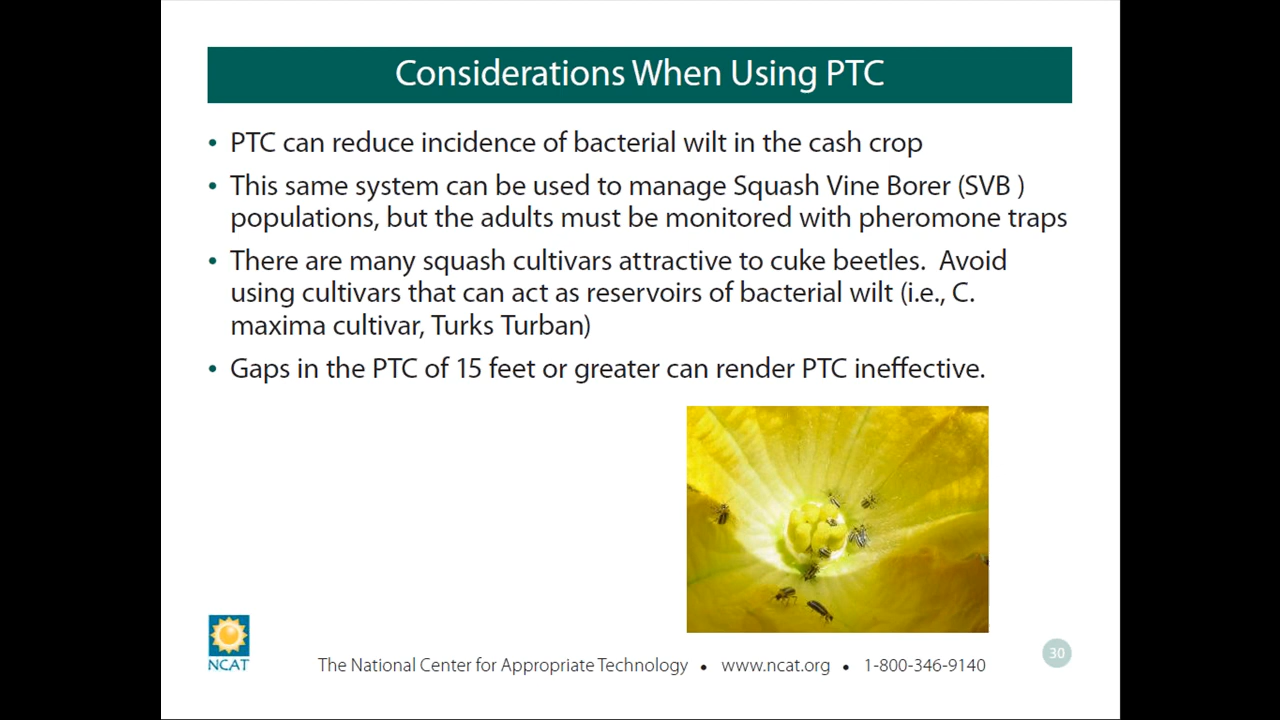 Considerations When Using PTC
• PTC can reduce incidence of bacterial wilt in the cash crop
• This same system can be used to manage Squash Vine Borer (SVB )
populations, but the adults must be monitored with pheromone traps
• There are many squash cultivars attractive to cuke beetles.  Avoid
using cultivars that can act as reservoirs of bacterial wilt (i.e., C.
maxima cultivar, Turks Turban)
• Gaps in the PTC of 15 feet or greater can render PTC ineffective.
NCAT
The National Center for Appropriate Technology • www.ncat.org • 1-800-346-9140
30